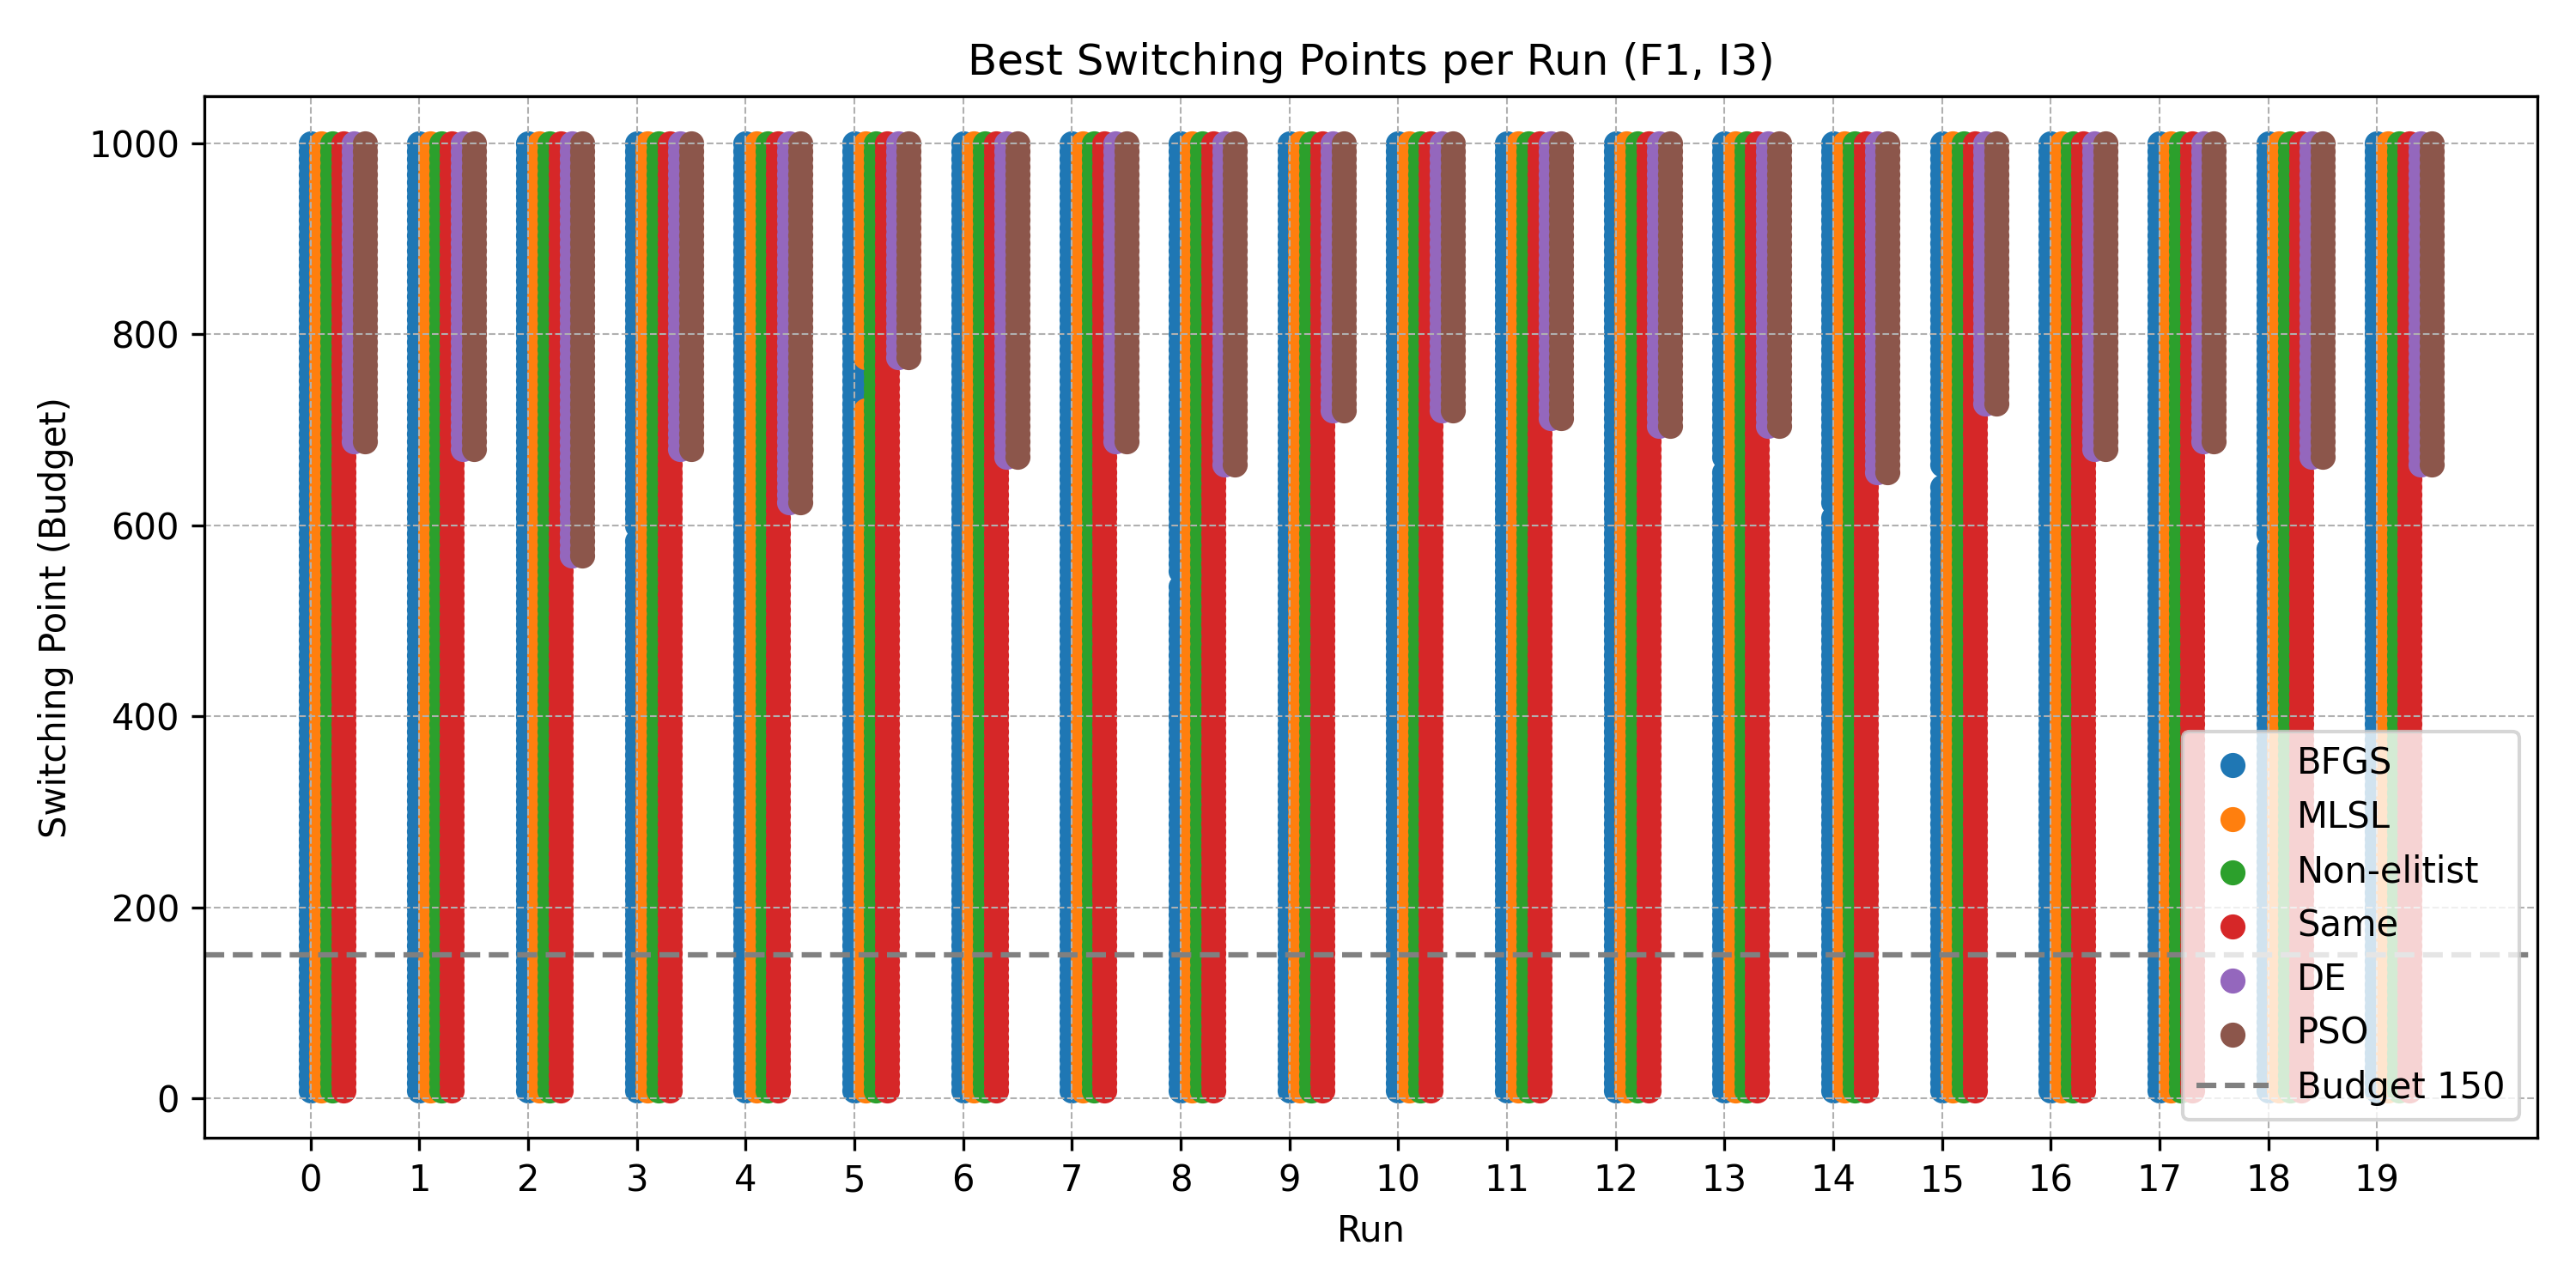 Best Switching Points per Run (F1, I3)
Switching Point (Budget)
1000
800
600
400
200
0
0 1 2 3 4 5 6 7 8 9 10 11 12 13 14 15 16 17 18 19
Run
BFGS
MLSL
Non-elitist
Same
DE
PSO
Budget 150